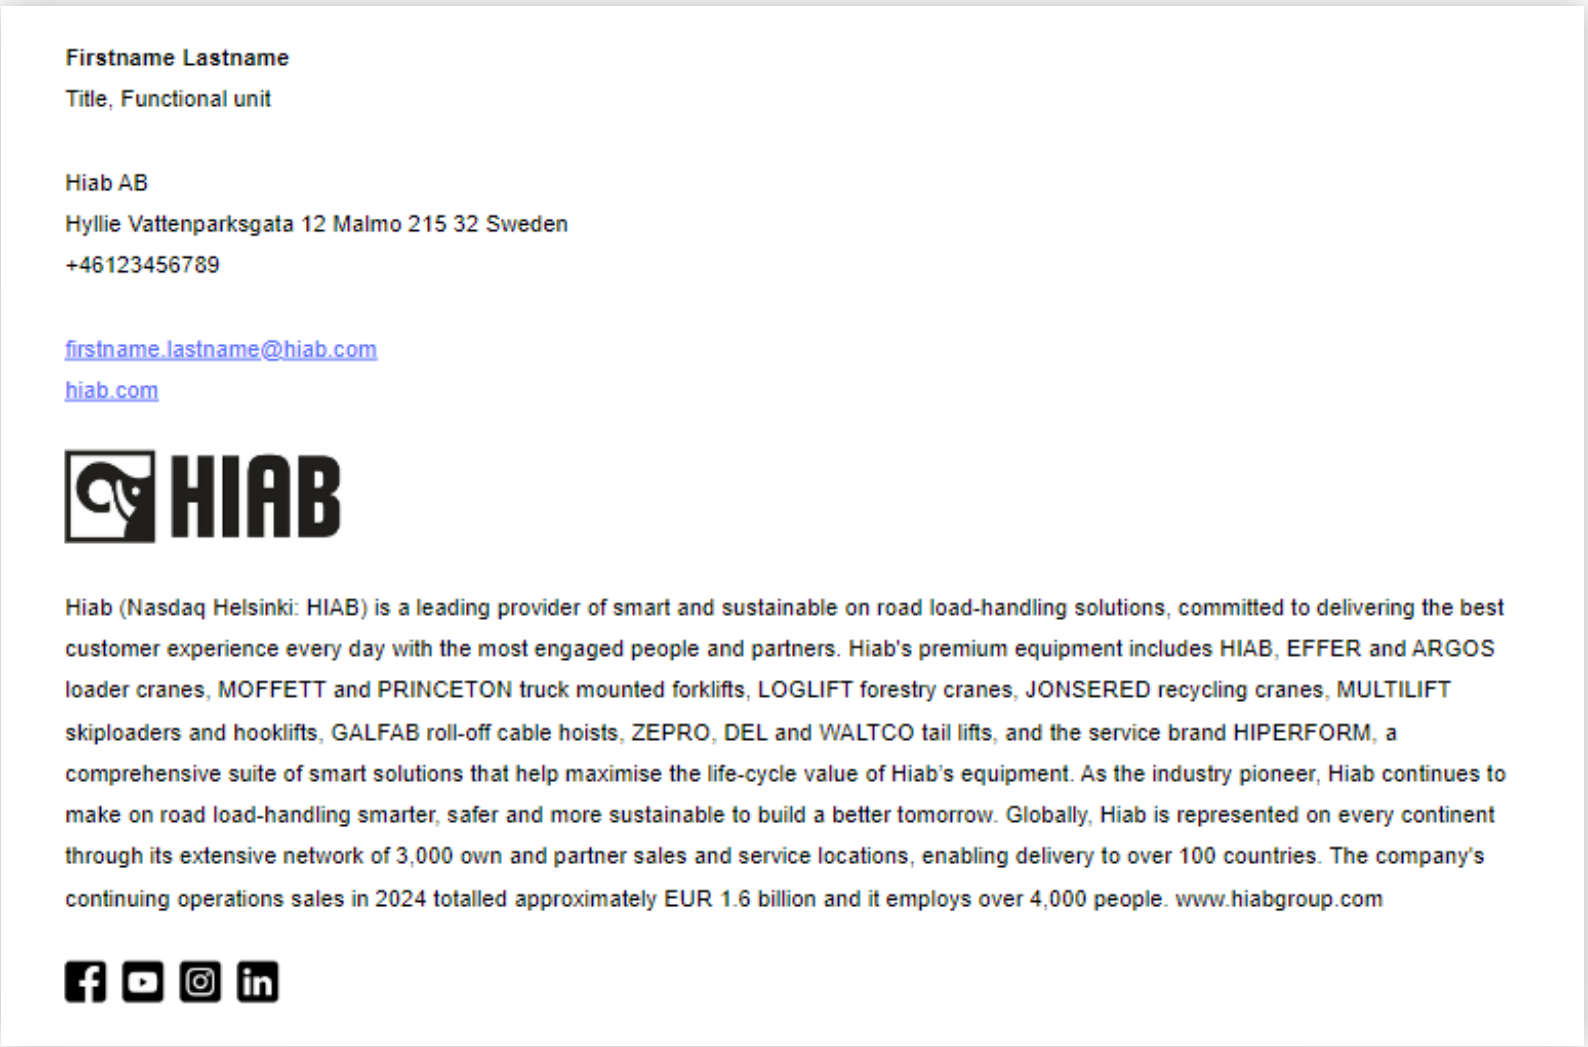 Firstname Lastname
Title, Functional unit
Hiab AB
Hyllie Vattenparksgata 12 Malmo 215 32 Sweden
+46123456789
firstname.lastname@hiab.com
hiab.com
HIAB
Hiab (Nasdaq Helsinki: HIAB) is a leading provider of smart and sustainable on road load-handling solutions, committed to delivering the best
customer experience every day with the most engaged people and partners. Hiab's premium equipment includes HIAB, EFFER and ARGOS
loader cranes, MOFFETT and PRINCETON truck mounted forklifts, LOGLIFT forestry cranes, JONSERED recycling cranes, MULTILIFT
skiploaders and hooklifts, GALFAB roll-off cable hoists, ZEPRO, DEL and WALTCO tail lifts, and the service brand HIPERFORM, a
comprehensive suite of smart solutions that help maximise the life-cycle value of Hiab’s equipment. As the industry pioneer, Hiab continues to
make on road load-handling smarter, safer and more sustainable to build a better tomorrow. Globally, Hiab is represented on every continent
through its extensive network of 3,000 own and partner sales and service locations, enabling delivery to over 100 countries. The company's
continuing operations sales in 2024 totalled approximately EUR 1.6 billion and it employs over 4,000 people. www.hiabgroup.com